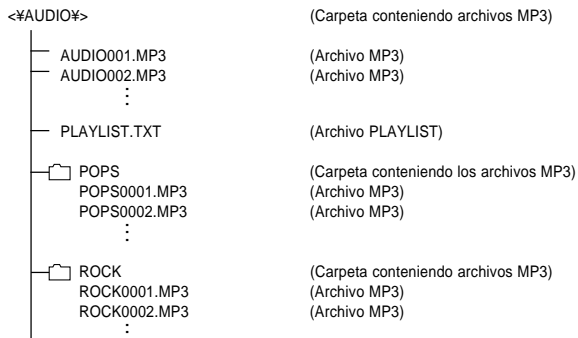 <¥AUDIO¥> (Carpeta conteniendo archivos MP3)
AUDIO001.MP3 (Archivo MP3)
AUDIO002.MP3 (Archivo MP3)
PLAYLIST.TXT (Archivo PLAYLIST)
POPS (Carpeta conteniendo los archivos MP3)
POPS0001.MP3 (Archivo MP3)
POPS0002.MP3 (Archivo MP3)
ROCK (Carpeta conteniendo archivos MP3)
ROCK0001.MP3 (Archivo MP3)
ROCK0002.MP3 (Archivo MP3)